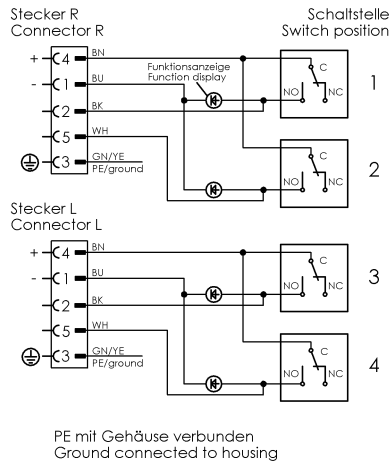 Stecker R
Connector R
Schaltstelle
Switch position
+ 4 BN
- 1 BU
2 BK
5 WH
3 GN/YE
PE/ground
Funktionsanzeige
Function display
C
NO NC
1
C
NO NC
2
Stecker L
Connector L
+ 4 BN
- 1 BU
2 BK
5 WH
3 GN/YE
PE/ground
C
NO NC
3
C
NO NC
4
PE mit Gehäuse verbunden
Ground connected to housing